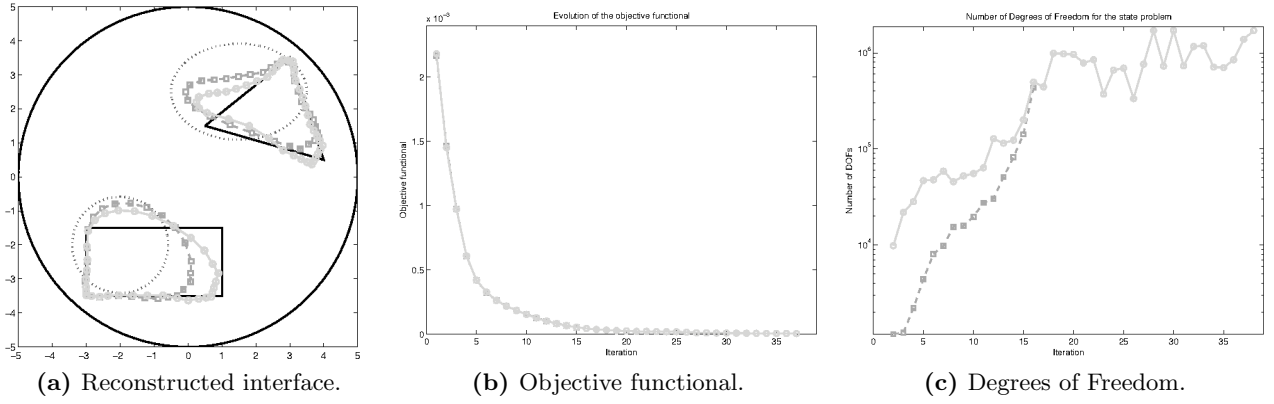 5
4
3
2
1
0
−1
−2
−3
−4
−5
−5 −4 −3 −2 −1 0 1 2 3 4 5
(a) Reconstructed interface.
Evolution of the objective functional
Objective functional
2
1.5
1
0.5
0
0 5 10 15 20 25 30 35
Iteration
(b) Objective functional.
Number of Degrees of Freedom for the state problem
Number of DOFs
10^6
10^5
10^4
0 5 10 15 20 25 30 35
Iteration
(c) Degrees of Freedom.